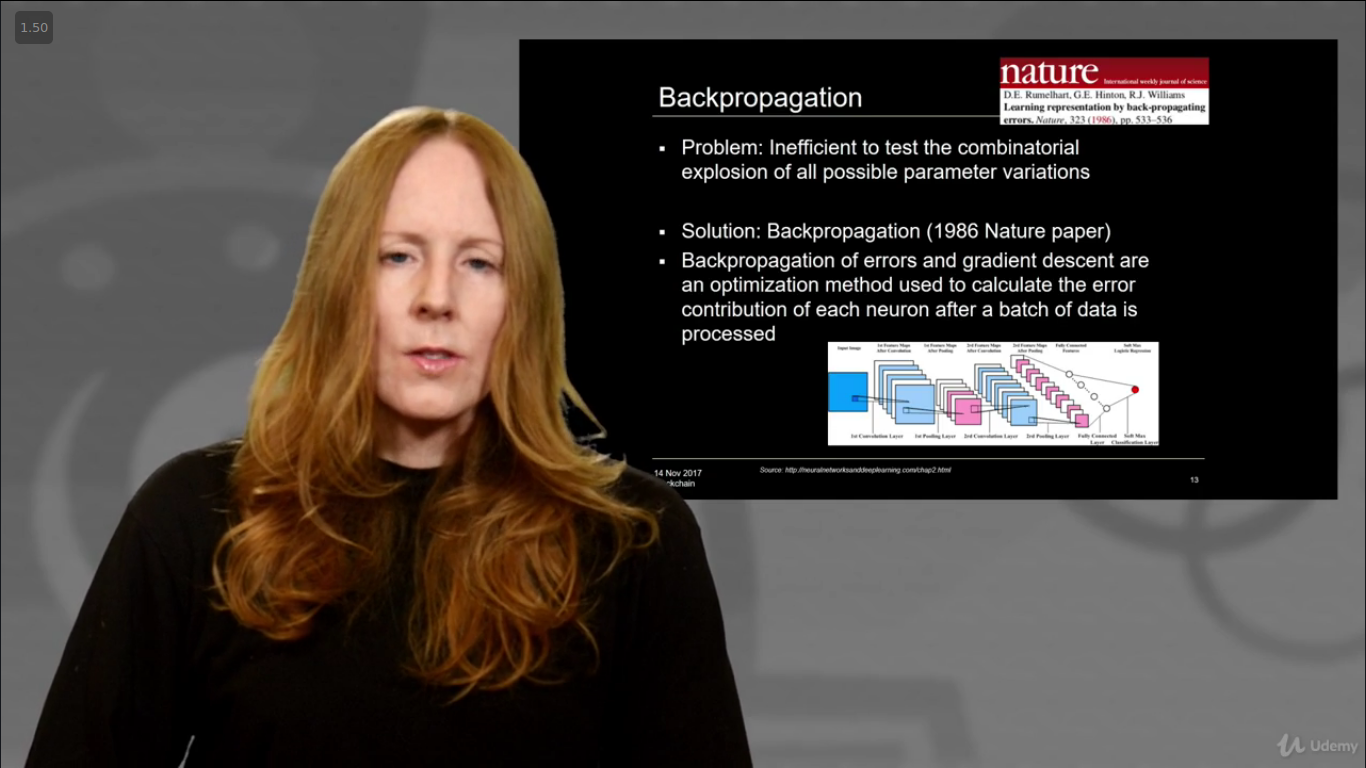 1.50
nature International weekly journal of science
D.E. Rumelhart, G.E. Hinton, R.J. Williams
Learning representation by back-propagating
errors. Nature, 323 (1986), pp. 533–536
Backpropagation
▪ Problem: Inefficient to test the combinatorial
explosion of all possible parameter variations
▪ Solution: Backpropagation (1986 Nature paper)
▪ Backpropagation of errors and gradient descent are
an optimization method used to calculate the error
contribution of each neuron after a batch of data is
processed
Input Image 1st Feature Maps 1st Feature Maps 2rd Feature Maps 2rd Feature Maps Fully Connected Soft Max
After Convolution After Pooling After Convolution After Pooling Features Logistic Regression
1st Convolution Layer 1st Pooling Layer 2rd Convolution Layer 2rd Pooling Layer Fully Connected Soft Max
Layer Classification Layer
14 Nov 2017
kchain
Source: http://neuralnetworksanddeeplearning.com/chap2.html
13
Udemy